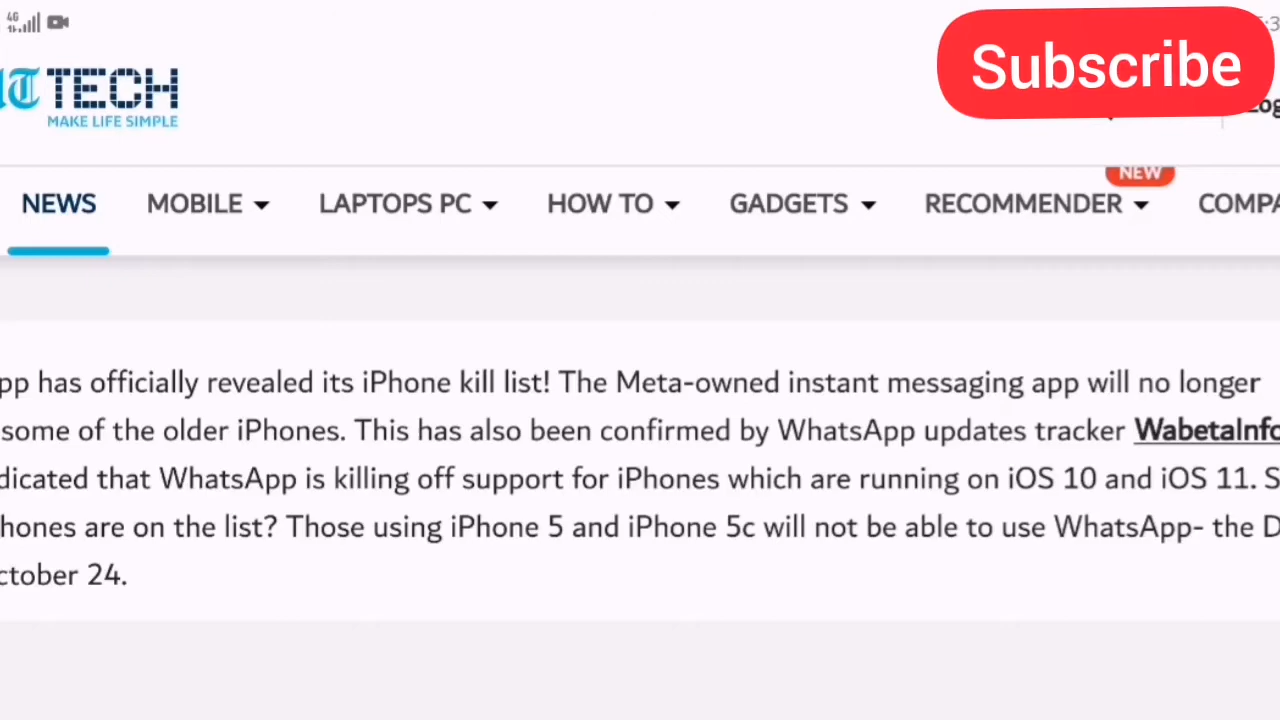 4G
Subscribe
TECH
MAKE LIFE SIMPLE
NEWS MOBILE LAPTOPS PC HOW TO GADGETS RECOMMENDER NEW
pp has officially revealed its iPhone kill list! The Meta-owned instant messaging app will no longer
some of the older iPhones. This has also been confirmed by WhatsApp updates tracker WabetaInfo
dicated that WhatsApp is killing off support for iPhones which are running on iOS 10 and iOS 11. S
hones are on the list? Those using iPhone 5 and iPhone 5c will not be able to use WhatsApp- the D
ctober 24.